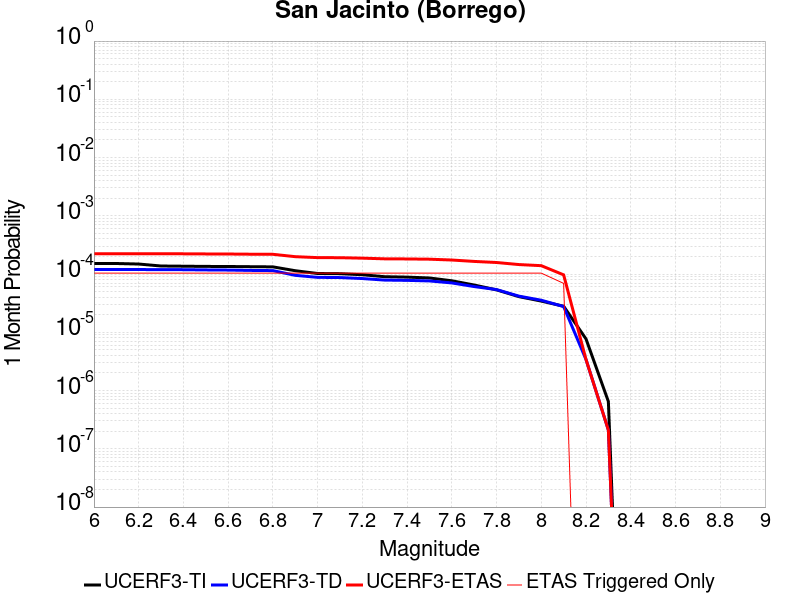 San Jacinto (Borrego)
10^0
10^-1
10^-2
10^-3
10^-4
10^-5
10^-6
10^-7
10^-8
1 Month Probability
6 6.2 6.4 6.6 6.8 7 7.2 7.4 7.6 7.8 8 8.2 8.4 8.6 8.8 9
Magnitude
UCERF3-TI UCERF3-TD UCERF3-ETAS ETAS Triggered Only